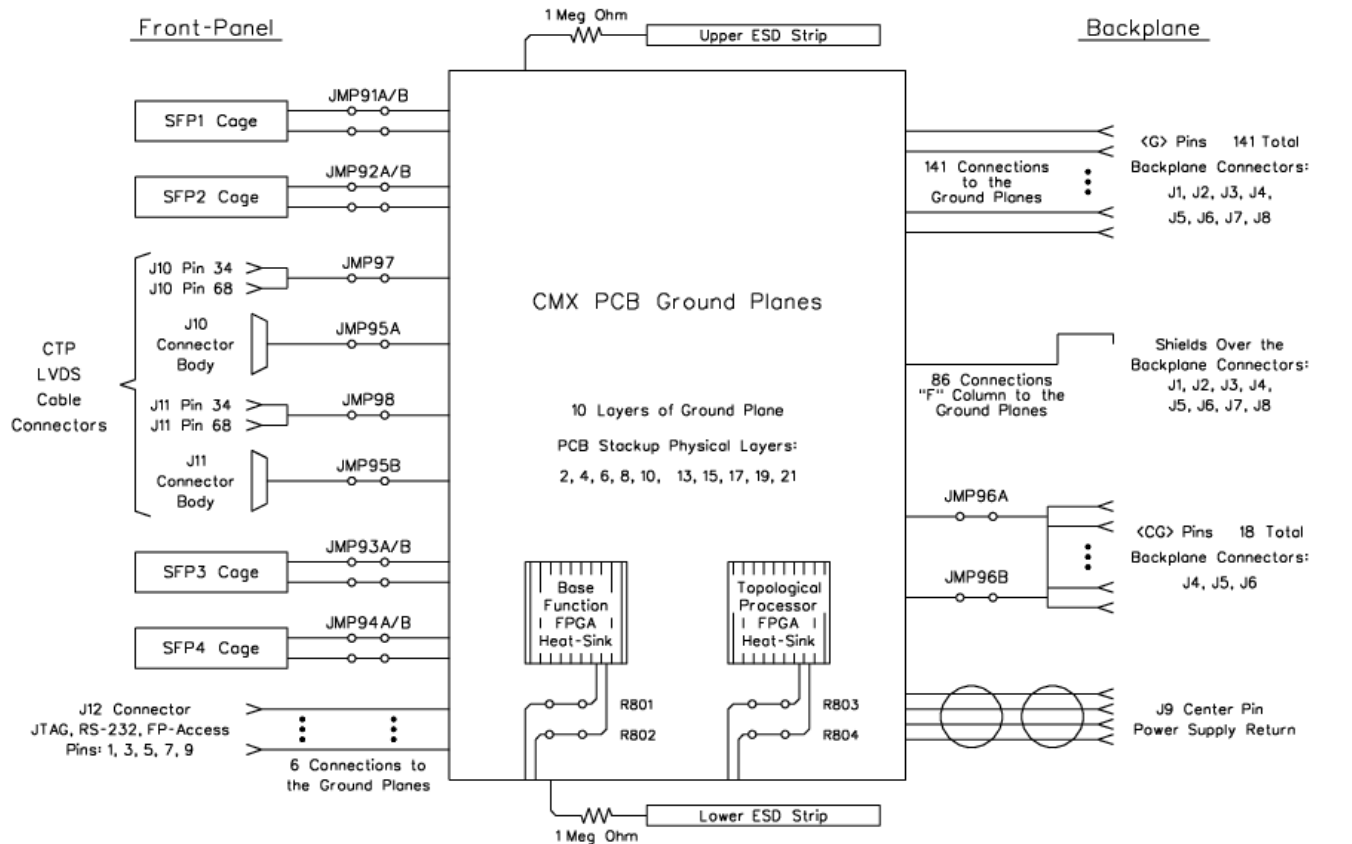 Front-Panel
1 Meg Ohm
Upper ESD Strip
Backplane
JMP91A/B
SFP1 Cage
JMP92A/B
SFP2 Cage
J10 Pin 34
J10 Pin 68
JMP97
J10
Connector
Body
JMP95A
CTP
LVDS
Cable
Connectors
J11 Pin 34
J11 Pin 68
JMP98
J11
Connector
Body
JMP95B
JMP93A/B
SFP3 Cage
JMP94A/B
SFP4 Cage
J12 Connector
JTAG, RS-232, FP-Access
Pins: 1, 3, 5, 7, 9
6 Connections to
the Ground Planes
CMX PCB Ground Planes
10 Layers of Ground Plane
PCB Stackup Physical Layers:
2, 4, 6, 8, 10, 13, 15, 17, 19, 21
Base
Function
FPGA
Heat-Sink
R801
R802
Topological
Processor
FPGA
Heat-Sink
R803
R804
1 Meg Ohm
Lower ESD Strip
141 Connections
to the
Ground Planes
<G> Pins 141 Total
Backplane Connectors:
J1, J2, J3, J4,
J5, J6, J7, J8
86 Connections
"F" Column to the
Ground Planes
Shields Over the
Backplane Connectors:
J1, J2, J3, J4,
J5, J6, J7, J8
JMP96A
JMP96B
<CG> Pins 18 Total
Backplane Connectors:
J4, J5, J6
J9 Center Pin
Power Supply Return